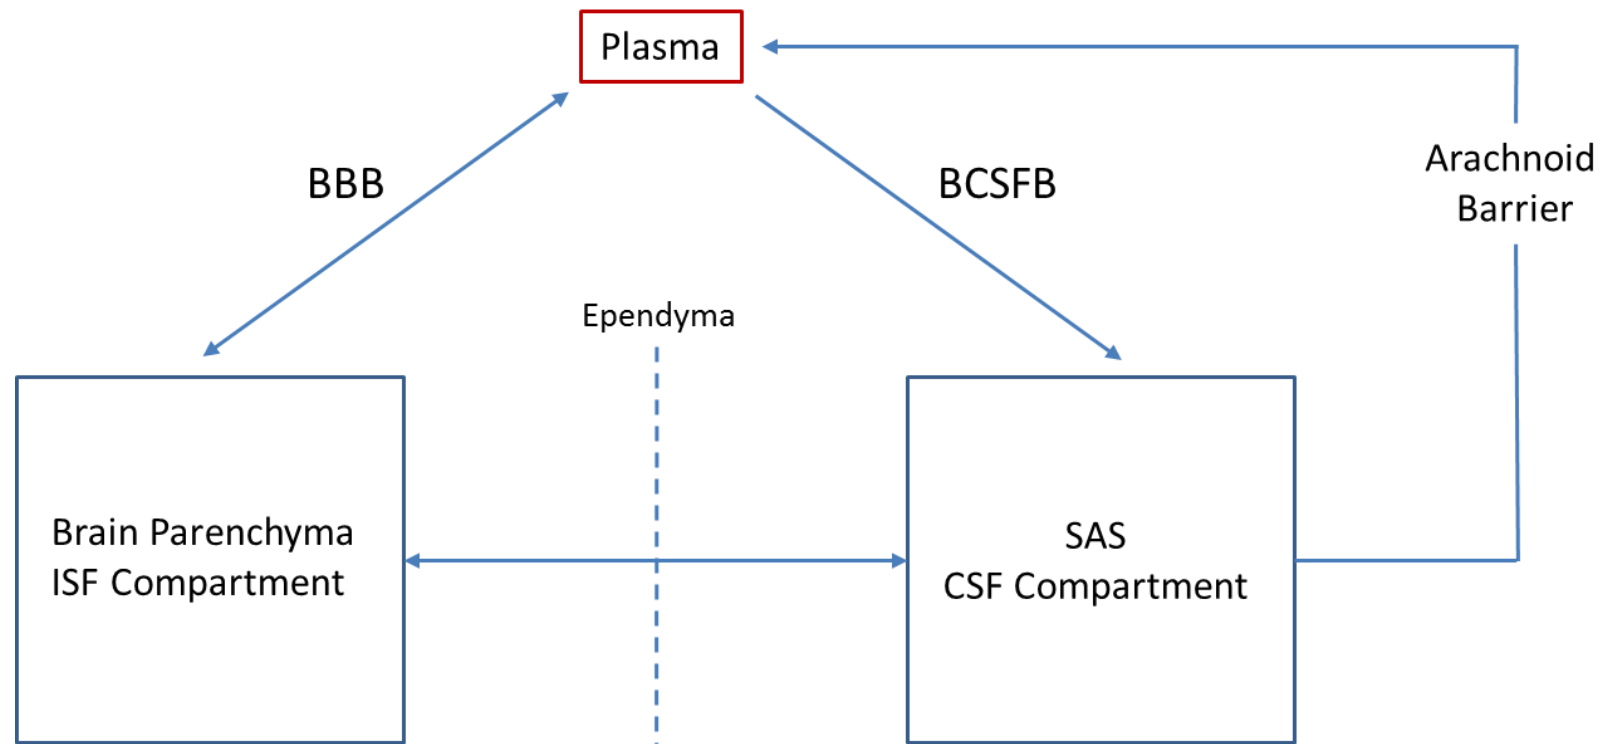 Plasma
Arachnoid
Barrier
BBB
BCSFB
Ependyma
Brain Parenchyma
ISF Compartment
SAS
CSF Compartment